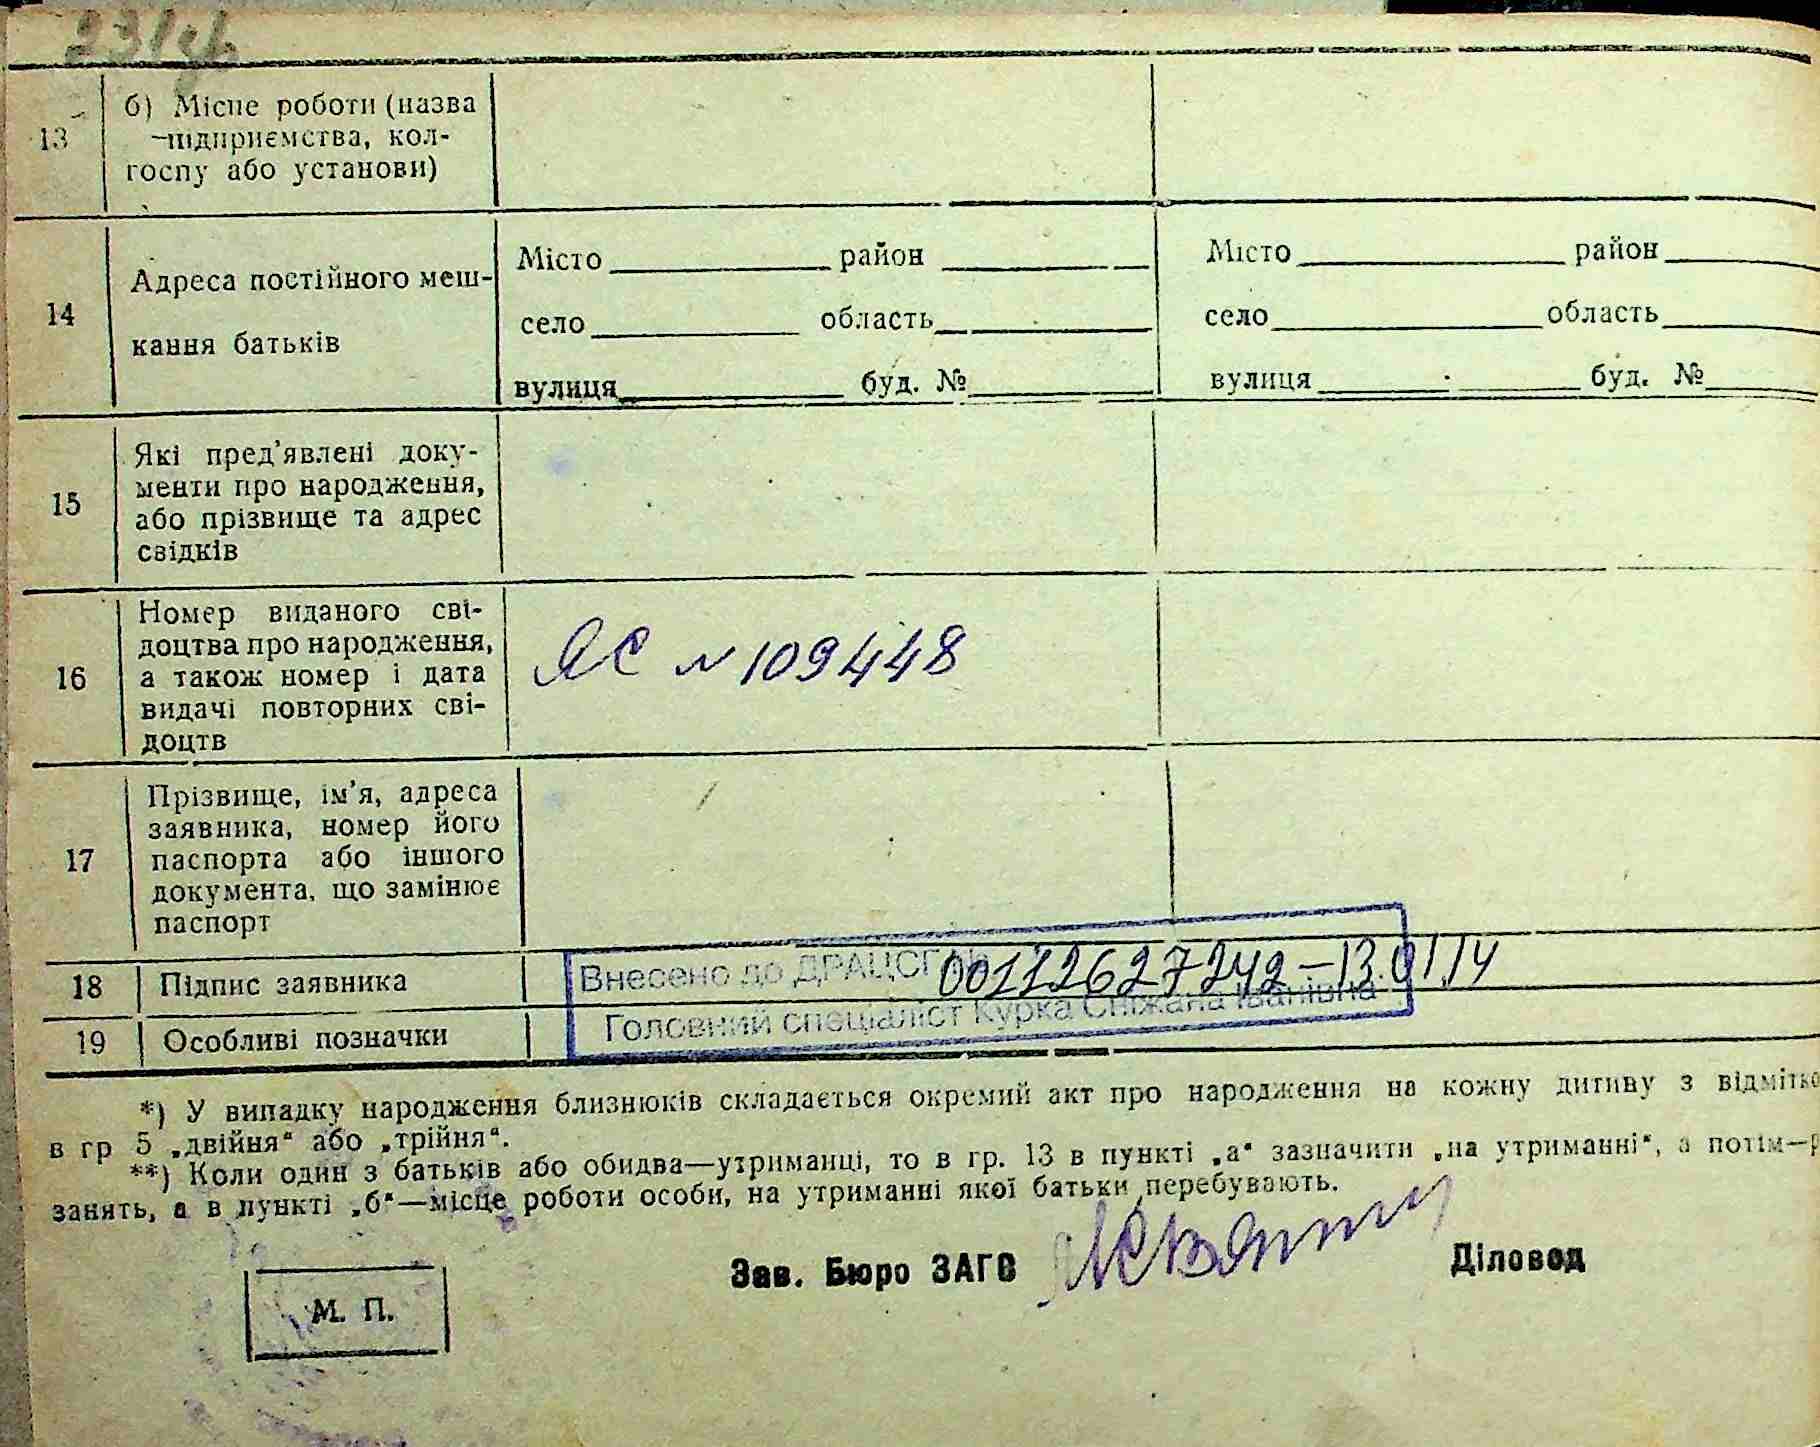 13
б) Місце роботи (назва
підприємства, кол-
госпу або установи)
14
Адреса постійного меш-
кання батьків
Місто район
село область
вулиця буд. №
Місто район
село область
вулиця буд. №
15
Які пред’явлені доку-
менти про народження,
або прізвище та адрес
свідків
16
Номер виданого сві-
доцтва про народження,
а також номер і дата
видачі повторних сві-
доцтв
ЯС № 109448
17
Прізвище, ім’я, адреса
заявника, номер його
паспорта або іншого
документа, що замінює
паспорт
18 Підпис заявника
Внесено до ДРАЦСГ 00112627242 – 13.01.14
Головний спеціаліст Курка Сніжана Іванівна
19 Особливі позначки
*) У випадку народження близнюків складається окремий акт про народження на кожну дитину з відмітко
в гр 5 „двійня“ або „трійня“.
**) Коли один з батьків або обидва—утриманці, то в гр. 13 в пункті „а“ зазначити „на утриманні“, а потім—р
занять, а в пункті „б“—місце роботи особи, на утриманні якої батьки перебувають.
Зав. Бюро ЗАГС Діловод
М. П.